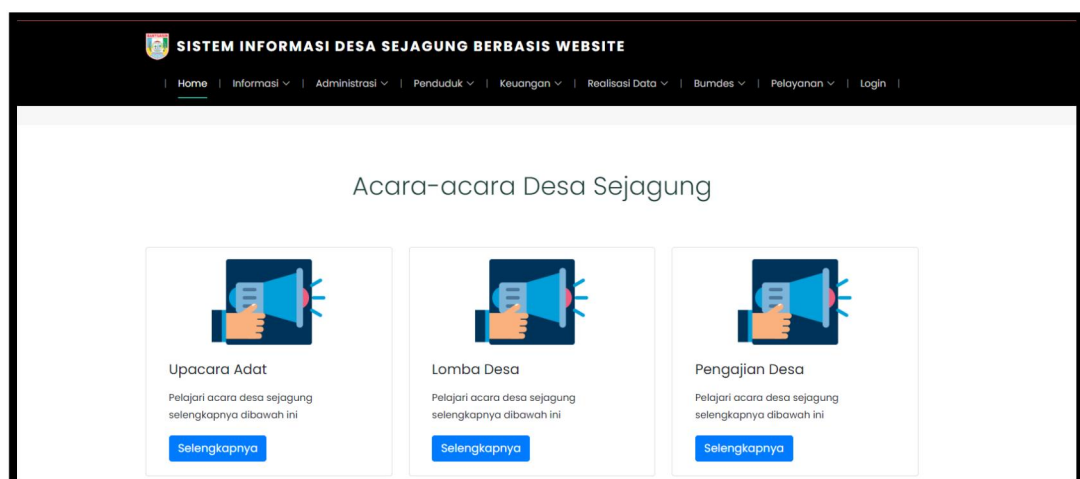 SISTEM INFORMASI DESA SEJAGUNG BERBASIS WEBSITE
| Home | Informasi | Administrasi | Penduduk | Keuangan | Realisasi Data | Bumdes | Pelayanan | Login |
Acara-acara Desa Sejagung
Upacara Adat
Pelajari acara desa sejagung
selengkapnya dibawah ini
Selengkapnya
Lomba Desa
Pelajari acara desa sejagung
selengkapnya dibawah ini
Selengkapnya
Pengajian Desa
Pelajari acara desa sejagung
selengkapnya dibawah ini
Selengkapnya